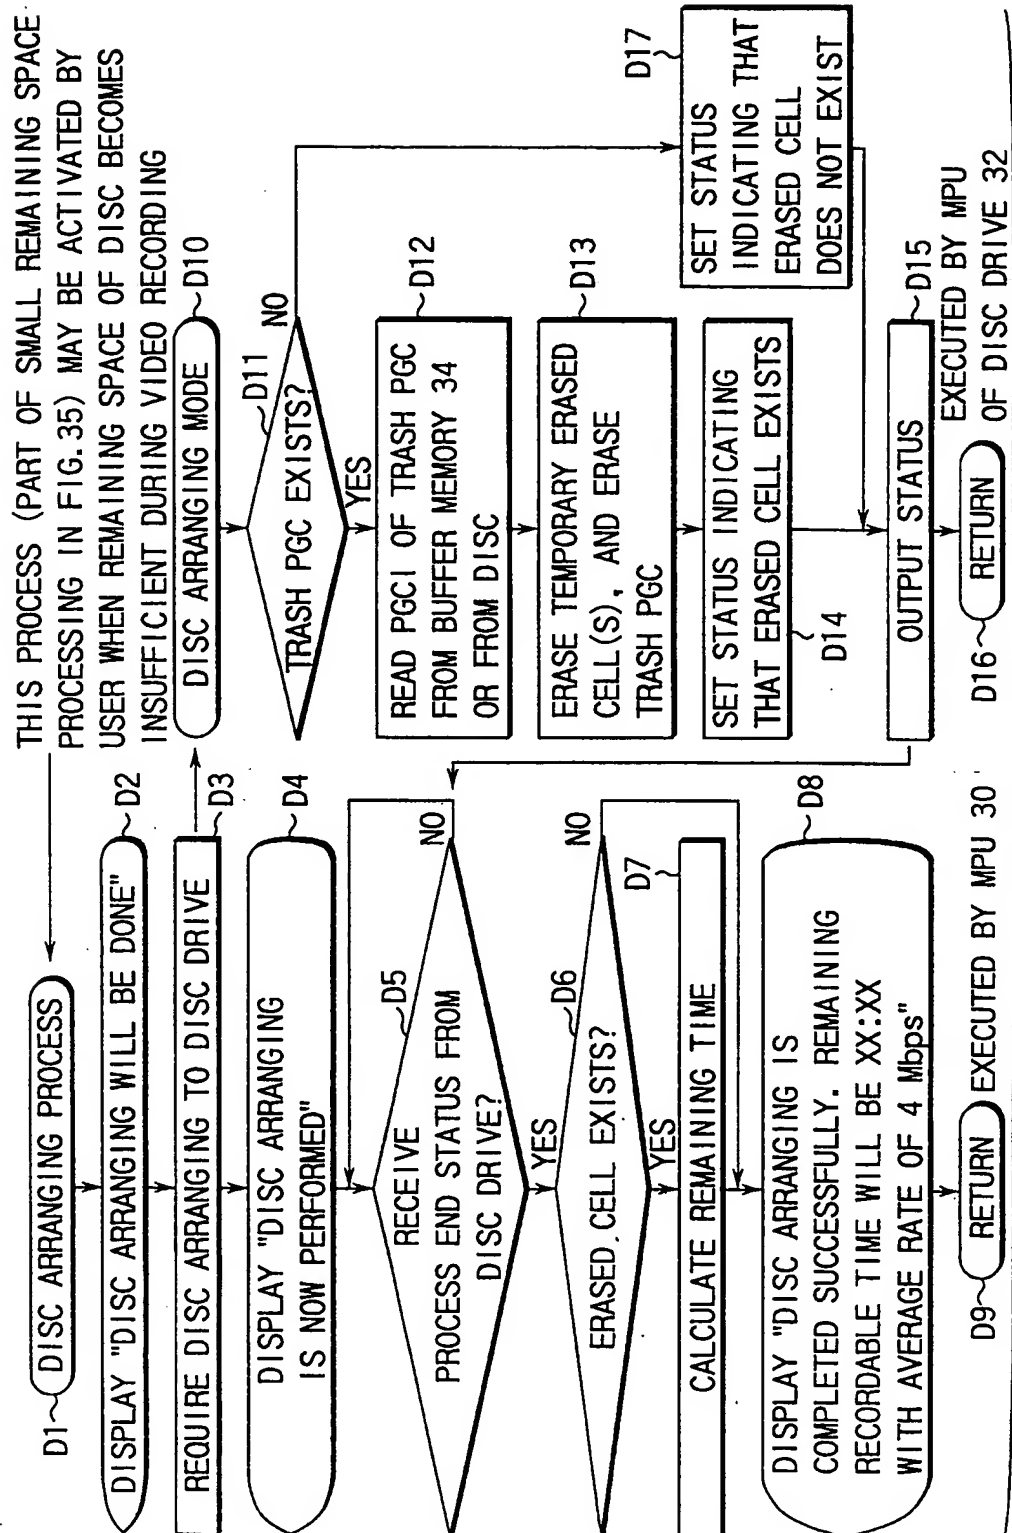 THIS PROCESS (PART OF SMALL REMAINING SPACE
PROCESSING IN FIG.35) MAY BE ACTIVATED BY
USER WHEN REMAINING SPACE OF DISC BECOMES
INSUFFICIENT DURING VIDEO RECORDING
D1
DISC ARRANGING PROCESS
D2
DISPLAY "DISC ARRANGING WILL BE DONE"
D3
REQUIRE DISC ARRANGING TO DISC DRIVE
D4
DISPLAY "DISC ARRANGING
IS NOW PERFORMED"
D5
RECEIVE
PROCESS END STATUS FROM
DISC DRIVE?
NO
YES
D6
ERASED CELL EXISTS?
NO
YES
D7
CALCULATE REMAINING TIME
D8
DISPLAY "DISC ARRANGING IS
COMPLETED SUCCESSFULLY. REMAINING
RECORDABLE TIME WILL BE XX:XX
WITH AVERAGE RATE OF 4 Mbps"
D9
RETURN
EXECUTED BY MPU 30
D10
DISC ARRANGING MODE
D11
TRASH PGC EXISTS?
NO
YES
D12
READ PGCI OF TRASH PGC
FROM BUFFER MEMORY 34
OR FROM DISC
D13
ERASE TEMPORARY ERASED
CELL(S), AND ERASE
TRASH PGC
SET STATUS INDICATING
THAT ERASED CELL EXISTS
D14
D17
SET STATUS
INDICATING THAT
ERASED CELL
DOES NOT EXIST
D15
OUTPUT STATUS
D16
RETURN
EXECUTED BY MPU
OF DISC DRIVE 32